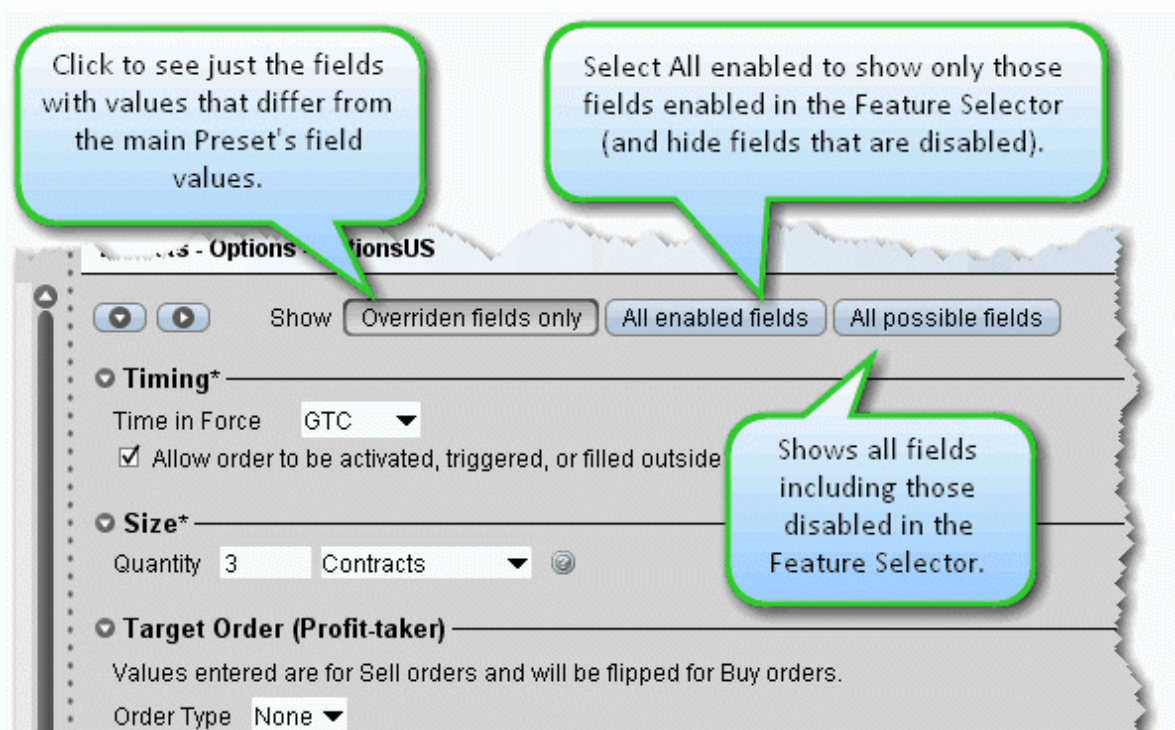 Click to see just the fields
with values that differ from
the main Preset's field
values.
Select All enabled to show only those
fields enabled in the Feature Selector
(and hide fields that are disabled).
- Options - OptionsUS
Show Overriden fields only All enabled fields All possible fields
Timing*
Time in Force GTC
Allow order to be activated, triggered, or filled outside
Shows all fields
including those
disabled in the
Feature Selector.
Size*
Quantity 3 Contracts
Target Order (Profit-taker)
Values entered are for Sell orders and will be flipped for Buy orders.
Order Type None